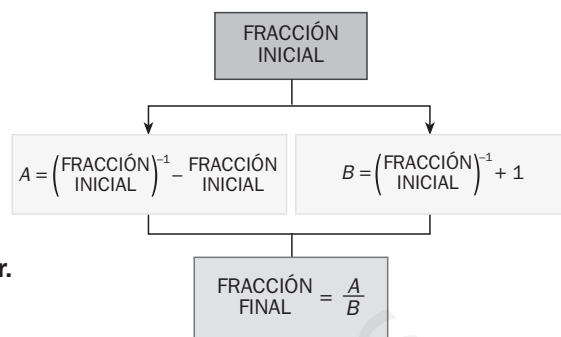 FRACCIÓN
INICIAL
A = (FRACCIÓN INICIAL)⁻¹ – FRACCIÓN INICIAL
B = (FRACCIÓN INICIAL)⁻¹ + 1
r.
FRACCIÓN FINAL = A/B